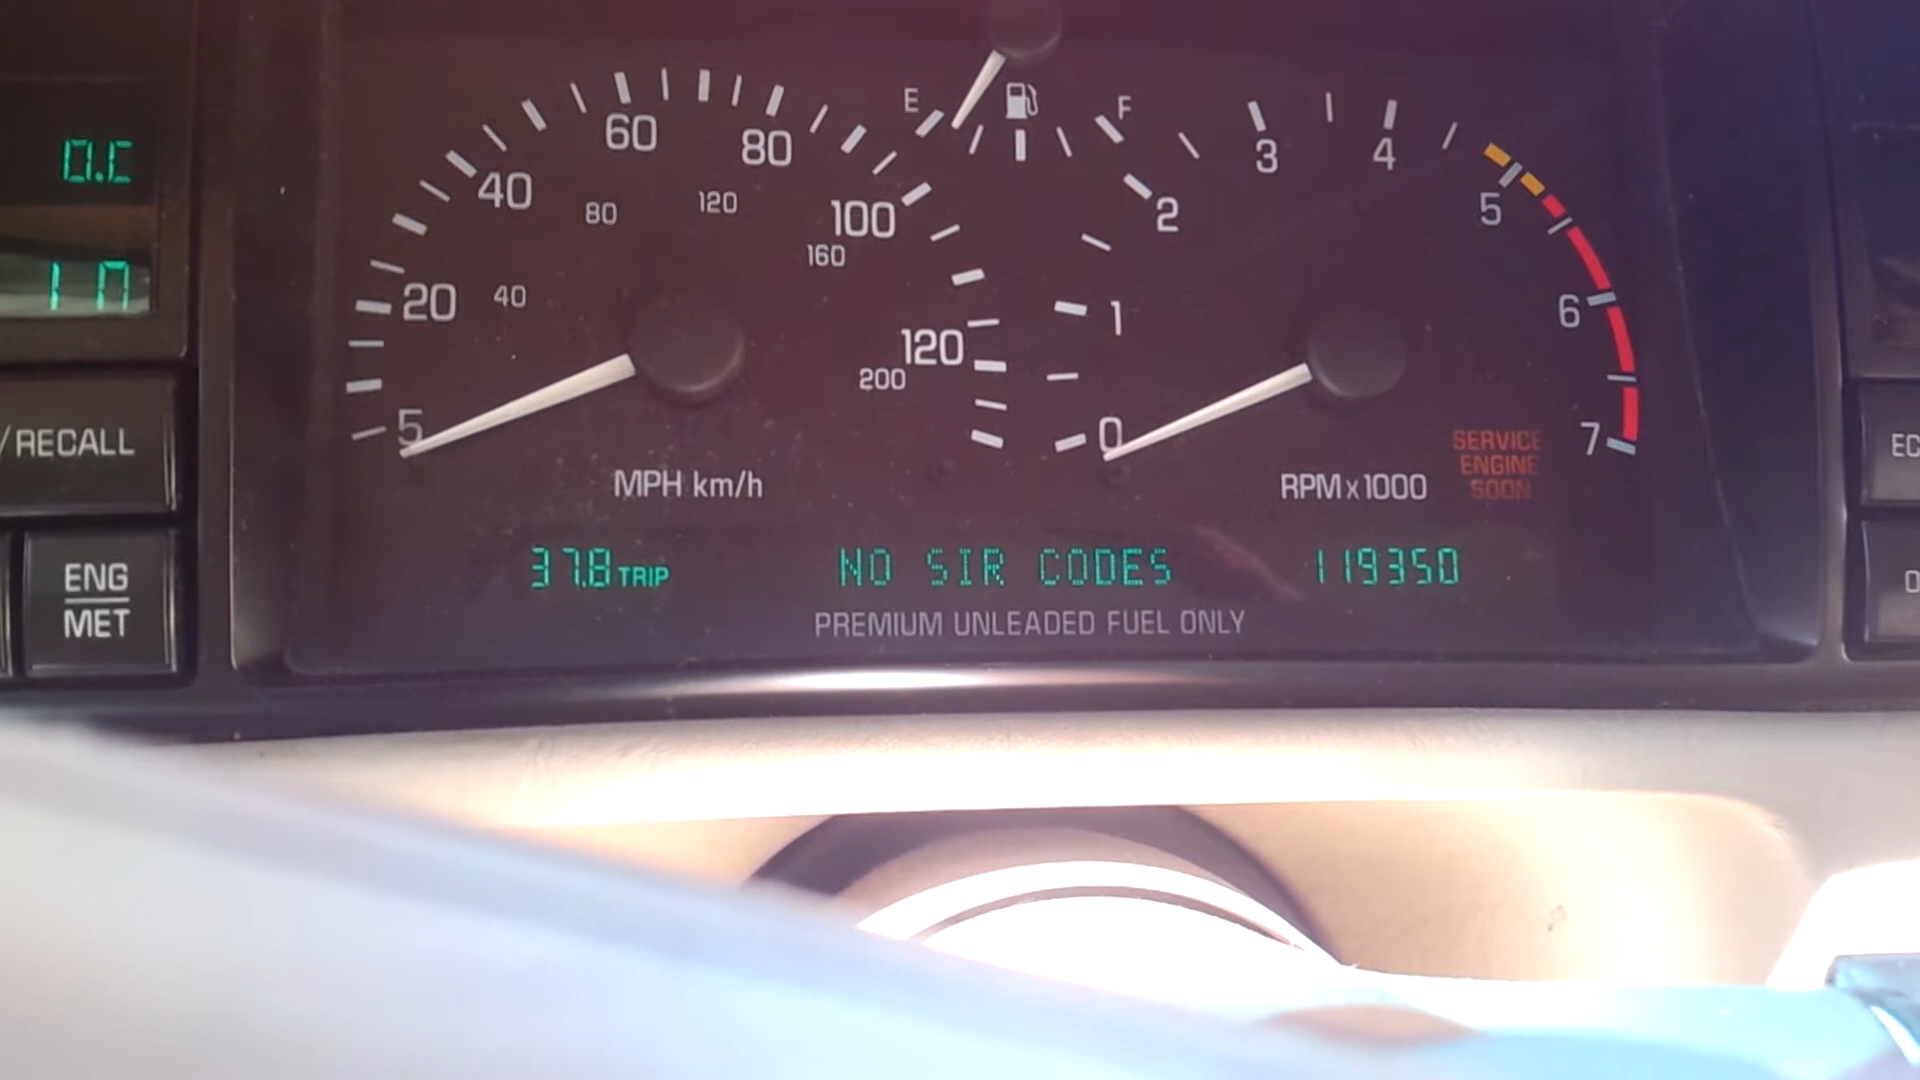 60
80
40
80
120
100
160
20
40
120
200
5
MPH km/h
E
F
3
4
2
5
1
6
0
7
RPM x 1000
SERVICE
ENGINE
SOON
37.8 TRIP
NO SIR CODES
119350
PREMIUM UNLEADED FUEL ONLY
/RECALL
ENG
MET
EC